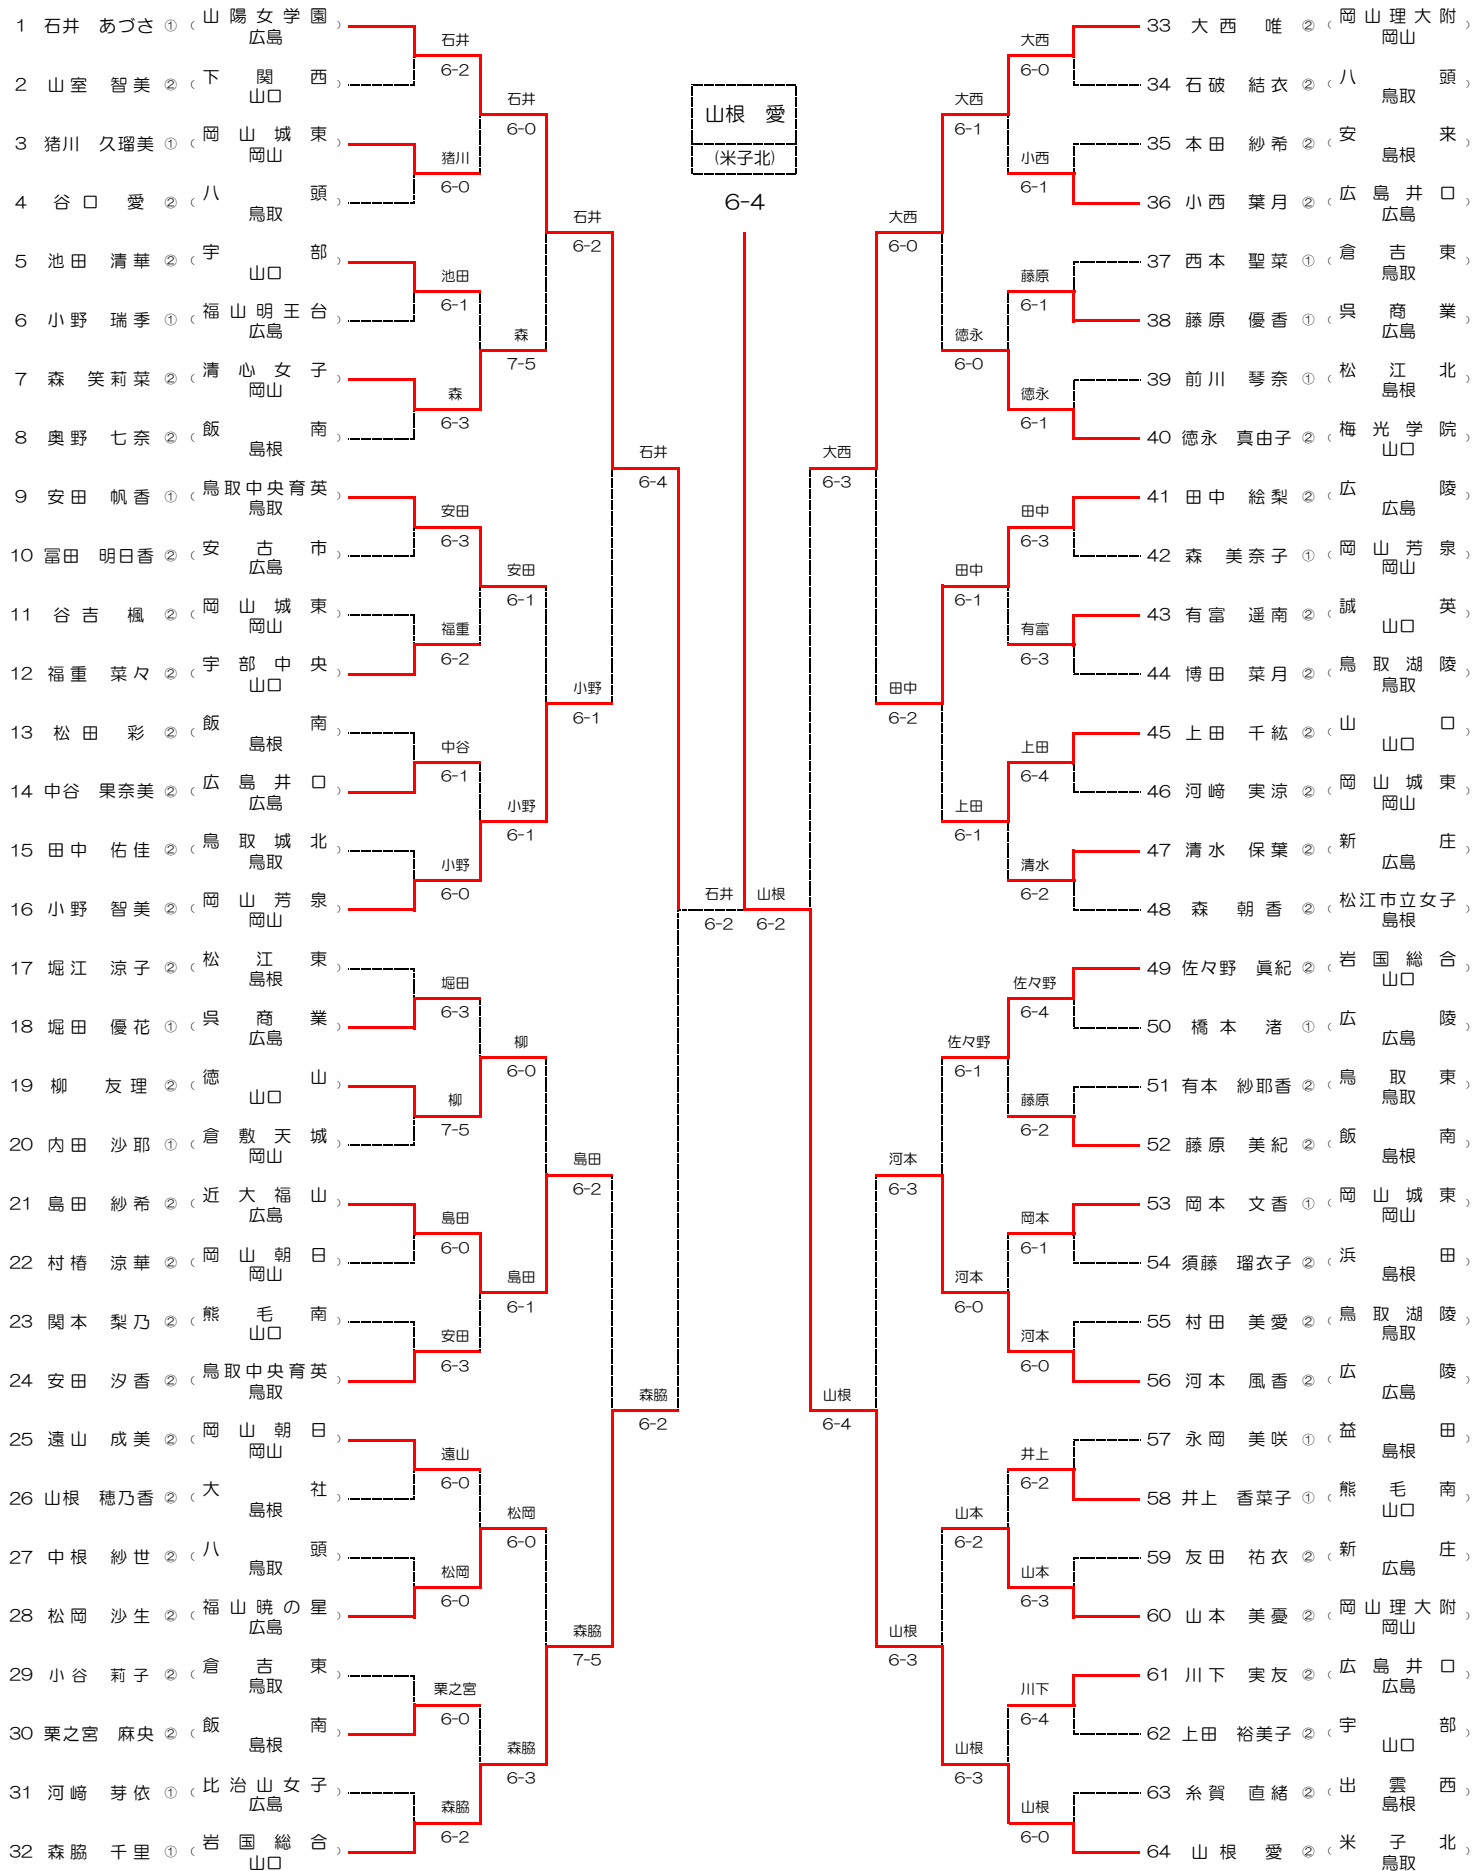 1 石井 あづさ ① （山陽女学園 広島）
2 山室 智美 ② （下関西 山口）
3 猪川 久瑠美 ① （岡山城東 岡山）
4 谷口 愛 ② （八頭 鳥取）
5 池田 清華 ② （宇部 山口）
6 小野 瑞季 ① （福山明王台 広島）
7 森 笑莉菜 ② （清心女子 岡山）
8 奥野 七奈 ② （飯南 島根）
9 安田 帆香 ① （鳥取中央育英 鳥取）
10 冨田 明日香 ② （安古市 広島）
11 谷吉 楓 ② （岡山城東 岡山）
12 福重 菜々 ② （宇部中央 山口）
13 松田 彩 ② （飯南 島根）
14 中谷 果奈美 ② （広島井口 広島）
15 田中 佑佳 ② （鳥取城北 鳥取）
16 小野 智美 ② （岡山芳泉 岡山）
17 堀江 涼子 ② （松江東 島根）
18 堀田 優花 ① （呉商業 広島）
19 柳 友理 ② （徳山 山口）
20 内田 沙耶 ① （倉敷天城 岡山）
21 島田 紗希 ② （近大福山 広島）
22 村椿 涼華 ② （岡山朝日 岡山）
23 関本 梨乃 ② （熊毛南 山口）
24 安田 汐香 ② （鳥取中央育英 鳥取）
25 遠山 成美 ② （岡山朝日 岡山）
26 山根 穂乃香 ② （大社 島根）
27 中根 紗世 ② （八頭 鳥取）
28 松岡 沙生 ② （福山暁の星 広島）
29 小谷 莉子 ② （倉吉東 鳥取）
30 栗之宮 麻央 ② （飯南 島根）
31 河﨑 芽依 ① （比治山女子 広島）
32 森脇 千里 ① （岩国総合 山口）
石井
6-2
猪川
6-0
池田
6-1
森
6-3
安田
6-3
福重
6-2
中谷
6-1
小野
6-0
堀田
6-3
柳
7-5
島田
6-0
安田
6-3
遠山
6-0
松岡
6-0
栗之宮
6-0
森脇
6-2
石井
6-0
森
7-5
安田
6-1
小野
6-1
柳
6-0
島田
6-1
松岡
6-0
森脇
6-3
石井
6-2
小野
6-1
島田
6-2
森脇
7-5
石井
6-4
森脇
6-2
石井
6-2
山根 愛
(米子北)
6-4
山根
6-2
大西
6-3
山根
6-4
大西
6-0
田中
6-2
河本
6-3
山根
6-3
大西
6-1
徳永
6-0
田中
6-1
上田
6-1
佐々野
6-1
河本
6-0
山本
6-2
山根
6-3
大西
6-0
小西
6-1
藤原
6-1
徳永
6-1
田中
6-3
有富
6-3
上田
6-4
清水
6-2
佐々野
6-4
藤原
6-2
岡本
6-1
河本
6-0
井上
6-2
山本
6-3
川下
6-4
山根
6-0
33 大西 唯 ② （岡山理大附 岡山）
34 石破 結衣 ② （八頭 鳥取）
35 本田 紗希 ② （安来 島根）
36 小西 葉月 ② （広島井口 広島）
37 西本 聖菜 ① （倉吉東 鳥取）
38 藤原 優香 ① （呉商業 広島）
39 前川 琴奈 ① （松江北 島根）
40 徳永 真由子 ② （梅光学院 山口）
41 田中 絵梨 ② （広陵 広島）
42 森 美奈子 ① （岡山芳泉 岡山）
43 有富 遥南 ② （誠英 山口）
44 博田 菜月 ② （鳥取湖陵 鳥取）
45 上田 千紘 ② （山口 山口）
46 河﨑 実涼 ② （岡山城東 岡山）
47 清水 保葉 ② （新庄 広島）
48 森 朝香 ② （松江市立女子 島根）
49 佐々野 眞紀 ② （岩国総合 山口）
50 橋本 渚 ① （広陵 広島）
51 有本 紗耶香 ② （鳥取東 鳥取）
52 藤原 美紀 ② （飯南 島根）
53 岡本 文香 ① （岡山城東 岡山）
54 須藤 瑠衣子 ② （浜田 島根）
55 村田 美愛 ② （鳥取湖陵 鳥取）
56 河本 風香 ② （広陵 広島）
57 永岡 美咲 ① （益田 島根）
58 井上 香菜子 ① （熊毛南 山口）
59 友田 祐衣 ② （新庄 広島）
60 山本 美憂 ② （岡山理大附 岡山）
61 川下 実友 ② （広島井口 広島）
62 上田 裕美子 ② （宇部 山口）
63 糸賀 直緒 ② （出雲西 島根）
64 山根 愛 ② （米子北 鳥取）